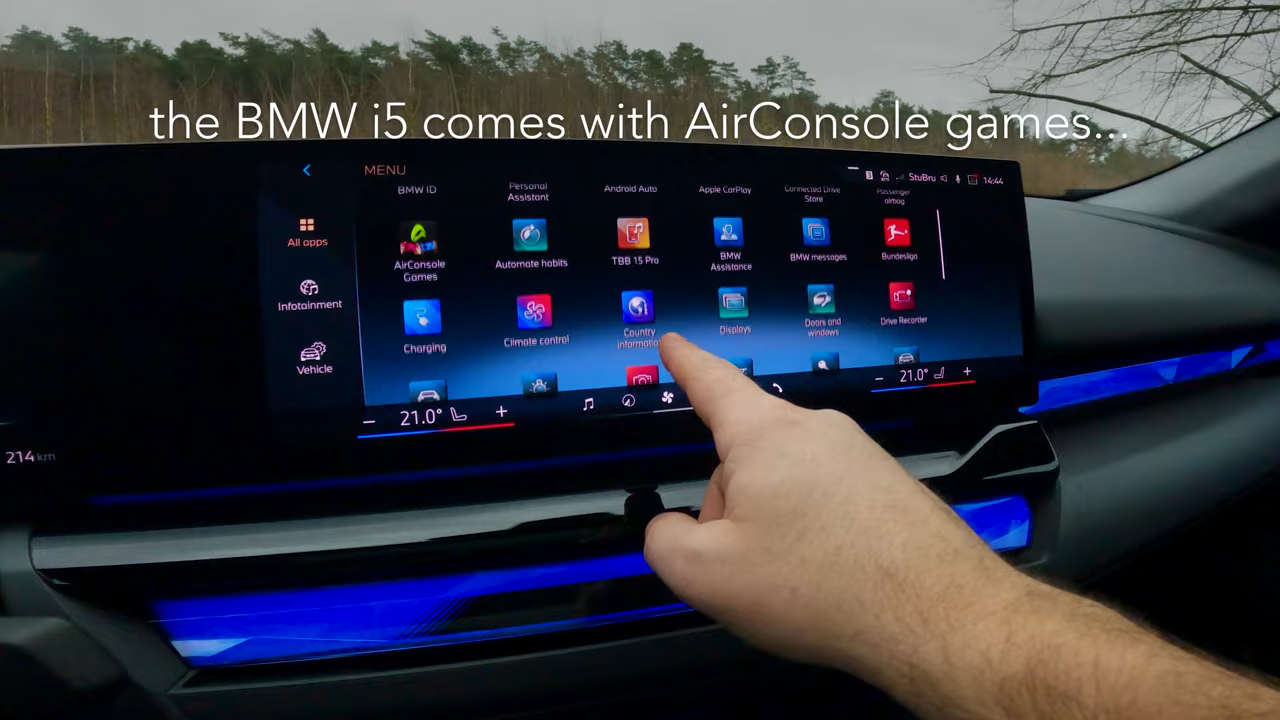 the BMW i5 comes with AirConsole games...
MENU
StuBru
14:44
BMW ID
Personal
Assistant
Android Auto
Apple CarPlay
Connected Drive
Store
Passenger
airbag
All apps
AirConsole
Games
Automate habits
TBB 15 Pro
BMW
Assistance
BMW messages
Bundesliga
Infotainment
Charging
Climate control
Country
information
Displays
Doors and
windows
Drive Recorder
Vehicle
− 21.0° +
− 21.0° +
214 km